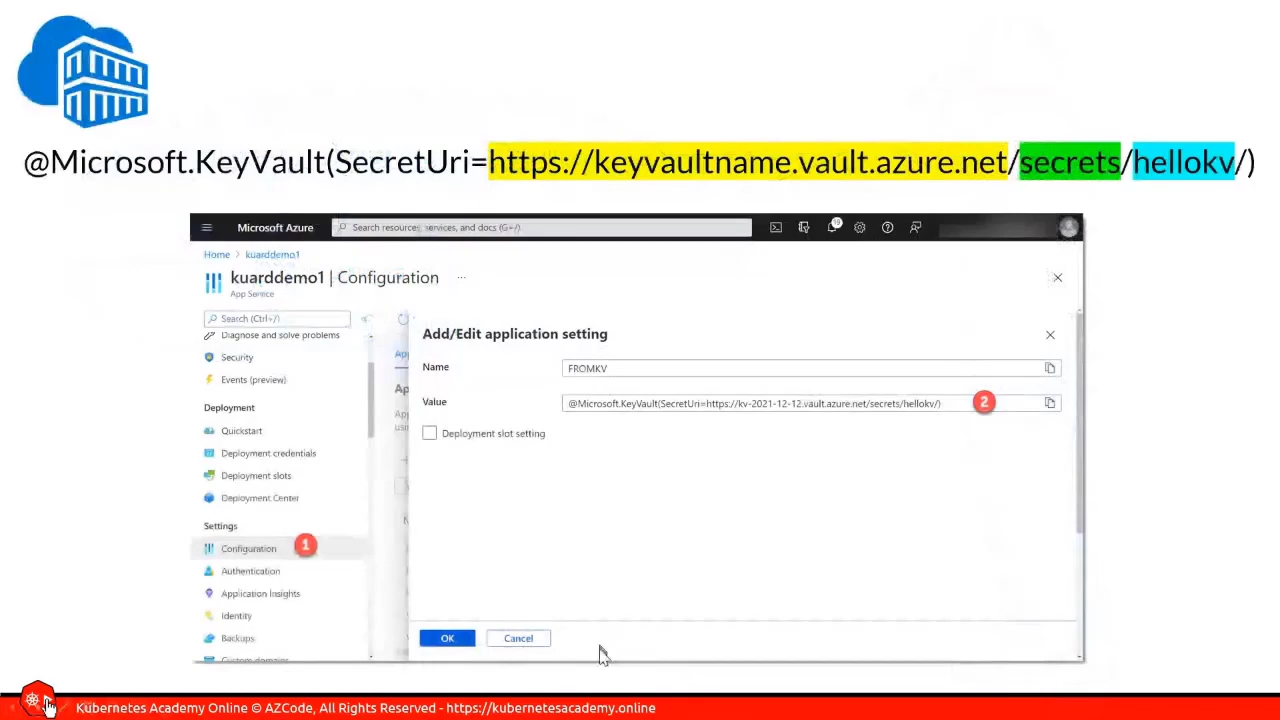 @Microsoft.KeyVault(SecretUri=https://keyvaultname.vault.azure.net/secrets/hellokv/)
Microsoft Azure
Search resources, services, and docs (G+/)
19
Home > kuarddemo1
kuarddemo1 | Configuration ...
App Service
Search (Ctrl+/)
Diagnose and solve problems
Security
Events (preview)
Deployment
Quickstart
Deployment credentials
Deployment slots
Deployment Center
Settings
Configuration
1
Authentication
Application Insights
Identity
Backups
Custom domains
Add/Edit application setting
Name
FROMKV
Value
@Microsoft.KeyVault(SecretUri=https://kv-2021-12-12.vault.azure.net/secrets/hellokv/)
2
Deployment slot setting
OK
Cancel
Kubernetes Academy Online © AZCode, All Rights Reserved - https://kubernetesacademy.online